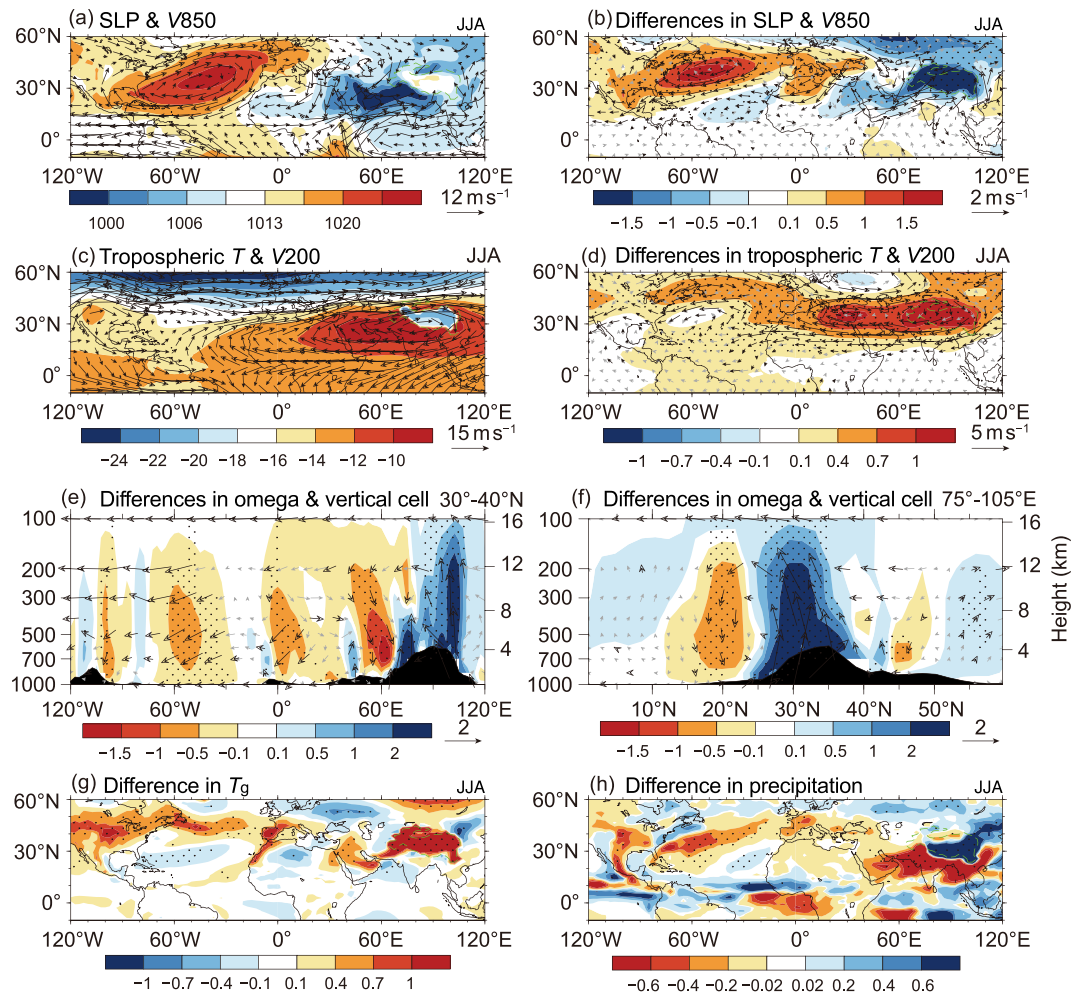 (a) SLP & V850 JJA (b) Differences in SLP & V850 JJA
60°N 60°N
30°N 30°N
0° 0°
120°W 60°W 0° 60°E 120°E 120°W 60°W 0° 60°E 120°E
12 m s−1 2 m s−1
1000 1006 1013 1020 −1.5 −1 −0.5 −0.1 0.1 0.5 1 1.5
(c) Tropospheric T & V200 JJA (d) Differences in tropospheric T & V200 JJA
60°N 60°N
30°N 30°N
0° 0°
120°W 60°W 0° 60°E 120°E 120°W 60°W 0° 60°E 120°E
15 m s−1 5 m s−1
−24 −22 −20 −18 −16 −14 −12 −10 −1 −0.7 −0.4 −0.1 0.1 0.4 0.7 1
(e) Differences in omega & vertical cell 30°-40°N (f) Differences in omega & vertical cell 75°-105°E
100 16 100 16
200 12 200 12
300 8 300 8
500 4 500 4
700 700
1000 1000
Height (km)
120°W 60°W 0° 60°E 120°E 10°N 20°N 30°N 40°N 50°N
2 2
−1.5 −1 −0.5 −0.1 0.1 0.5 1 2 −1.5 −1 −0.5 −0.1 0.1 0.5 1 2
(g) Difference in Tg JJA (h) Difference in precipitation JJA
60°N 60°N
30°N 30°N
0° 0°
120°W 60°W 0° 60°E 120°E 120°W 60°W 0° 60°E 120°E
−1 −0.7 −0.4 −0.1 0.1 0.4 0.7 1 −0.6 −0.4 −0.2 −0.02 0.02 0.2 0.4 0.6